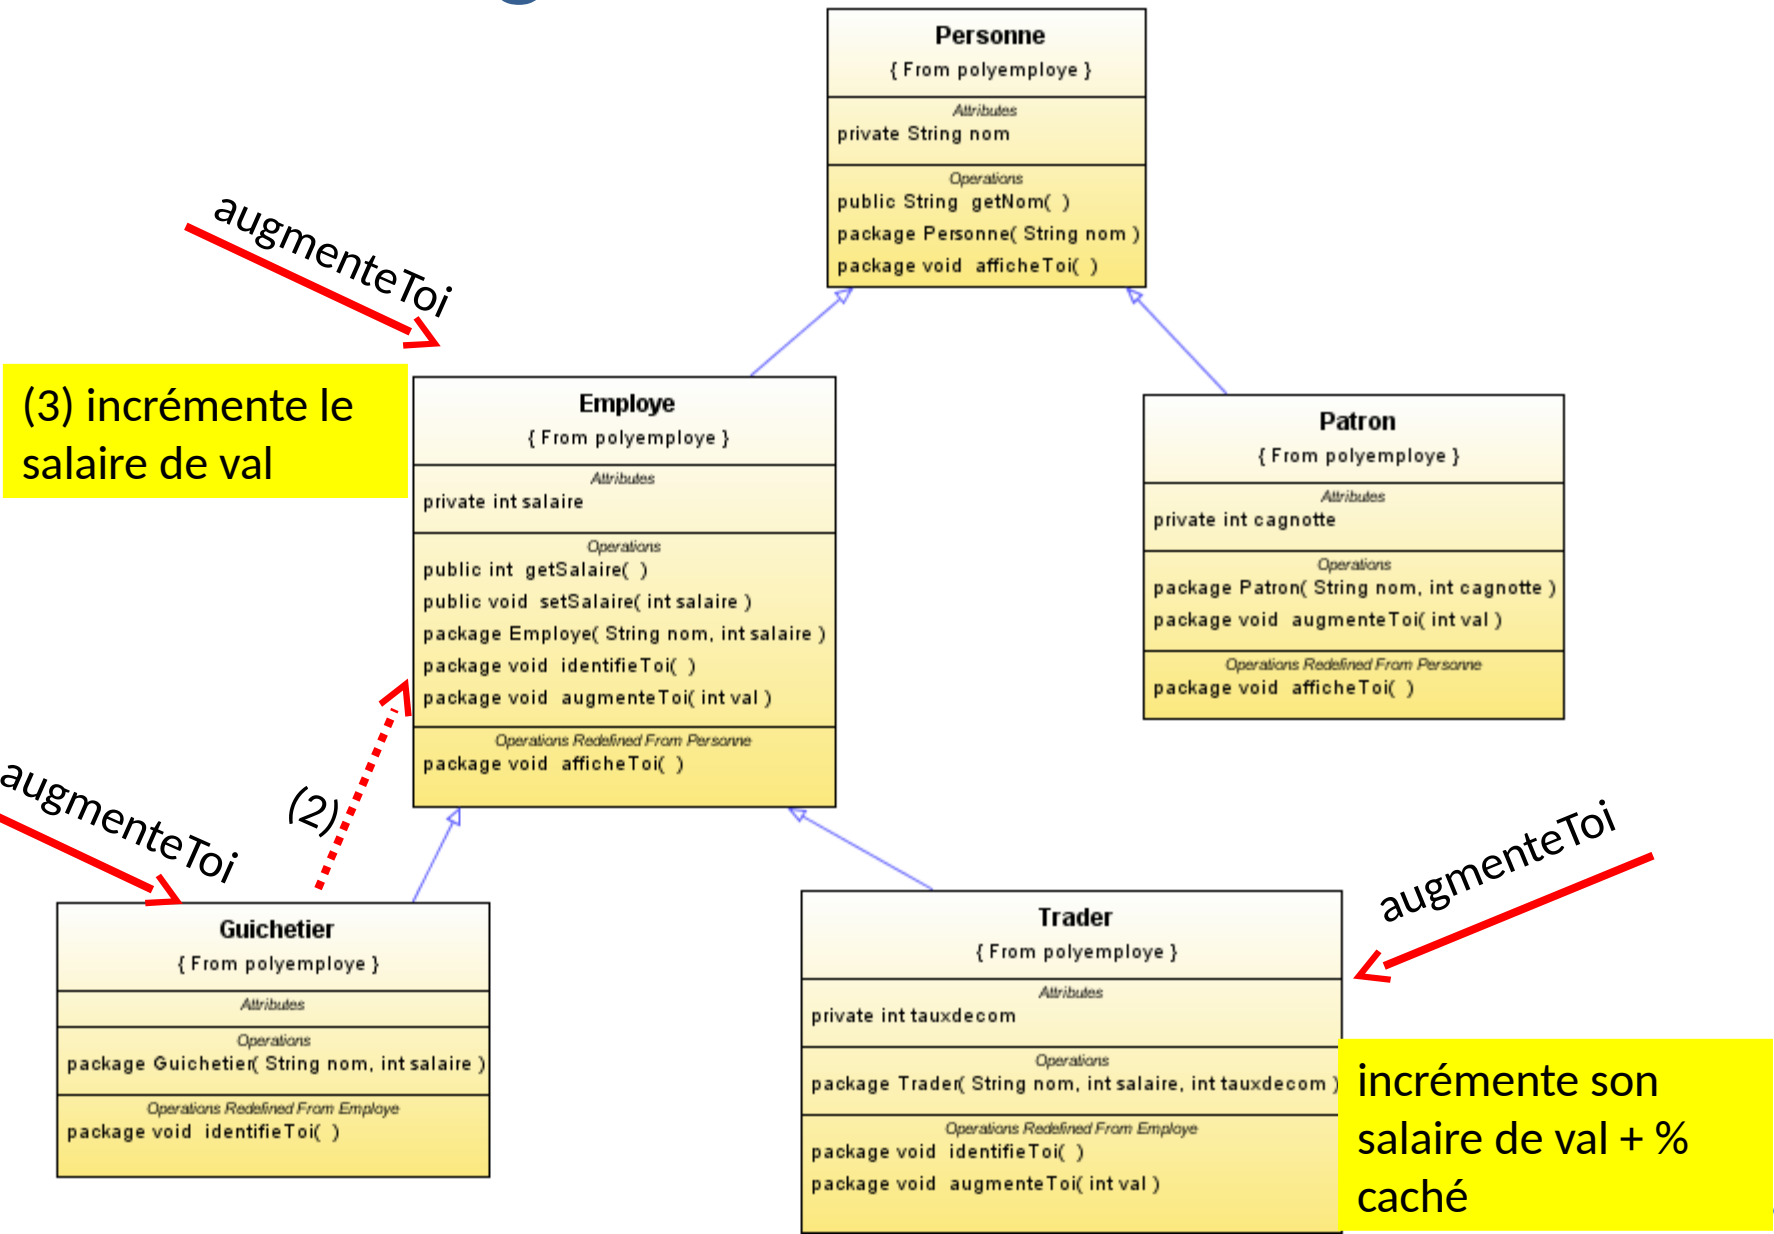 Personne
{ From polyemploye }
Attributes
private String nom
Operations
public String getNom( )
package Personne( String nom )
package void afficheToi( )
augmenteToi
(3) incrémente le
salaire de val
Employe
{ From polyemploye }
Attributes
private int salaire
Operations
public int getSalaire( )
public void setSalaire( int salaire )
package Employe( String nom, int salaire )
package void identifieToi( )
package void augmenteToi( int val )
Operations Redefined From Personne
package void afficheToi( )
Patron
{ From polyemploye }
Attributes
private int cagnotte
Operations
package Patron( String nom, int cagnotte )
package void augmenteToi( int val )
Operations Redefined From Personne
package void afficheToi( )
augmenteToi
(2)
Guichetier
{ From polyemploye }
Attributes
Operations
package Guichetier( String nom, int salaire )
Operations Redefined From Employe
package void identifieToi( )
augmenteToi
Trader
{ From polyemploye }
Attributes
private int tauxdecom
Operations
package Trader( String nom, int salaire, int tauxdecom )
Operations Redefined From Employe
package void identifieToi( )
package void augmenteToi( int val )
incrémente son
salaire de val + %
caché